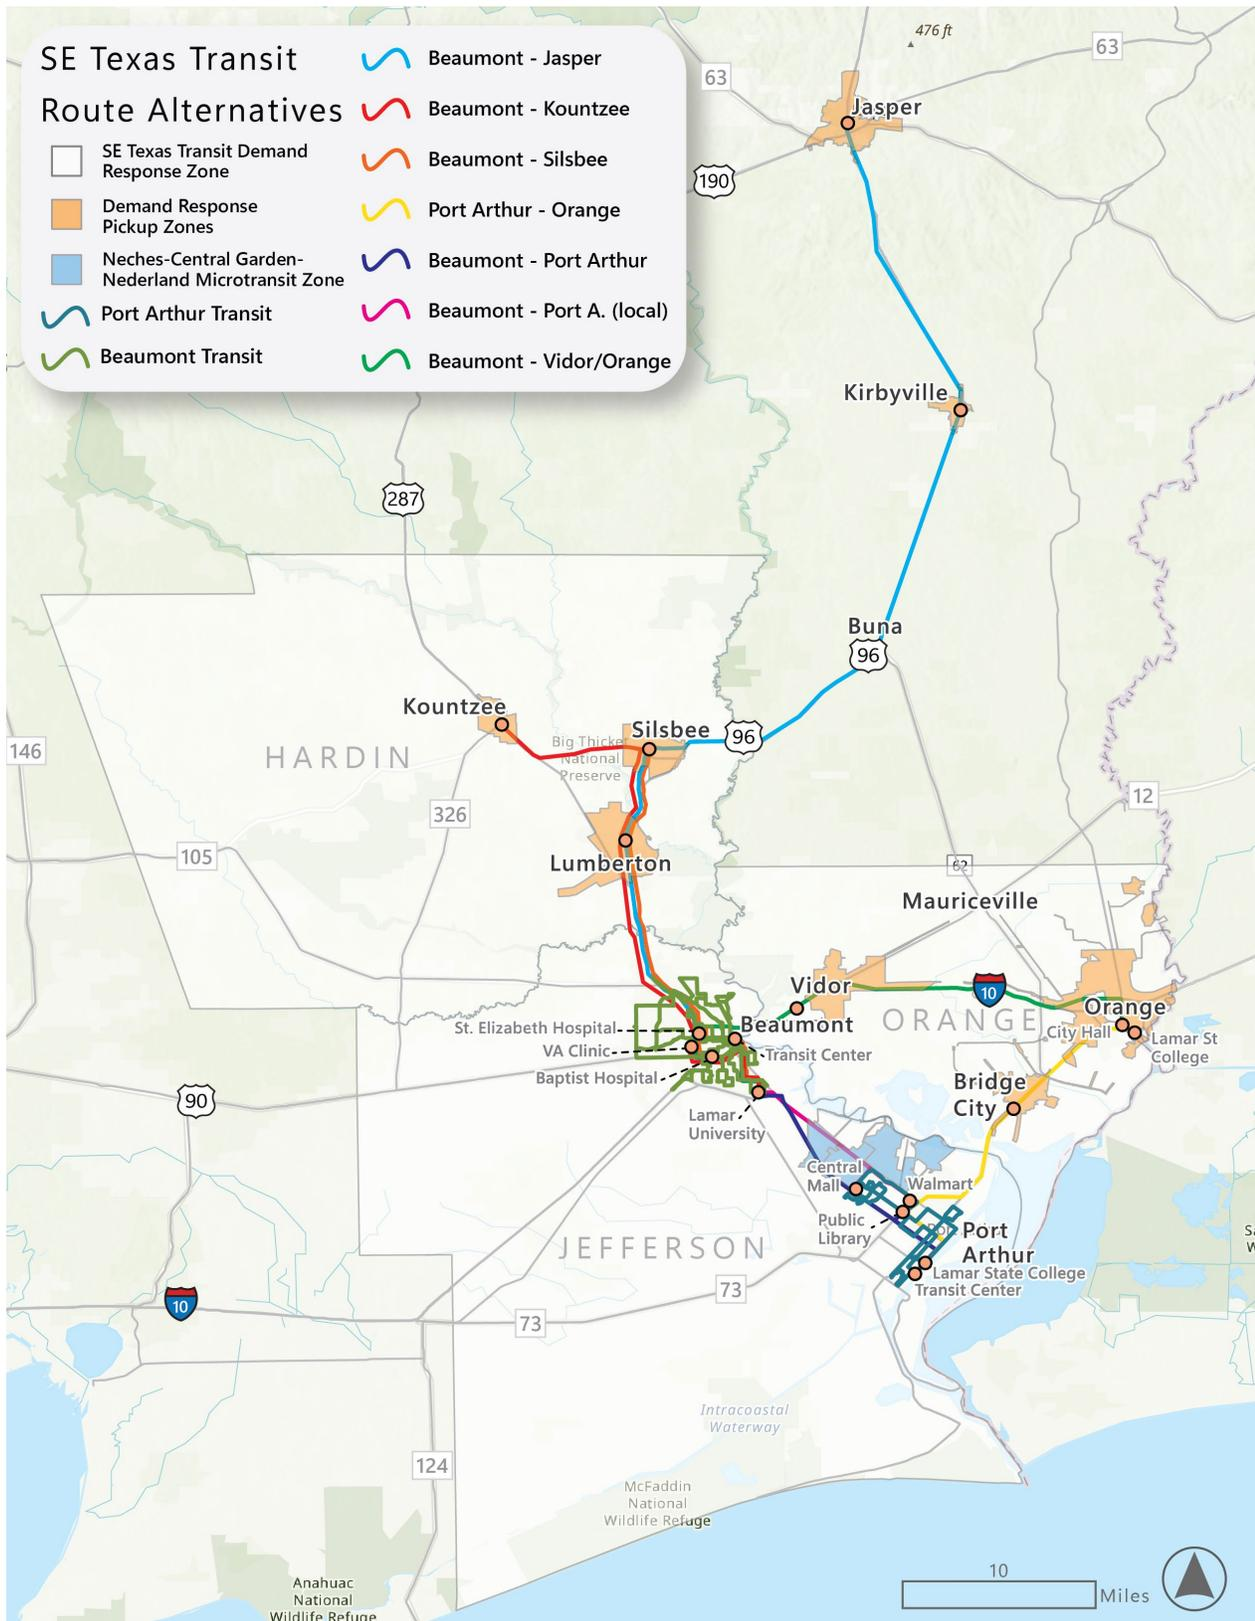 SE Texas Transit
Route Alternatives
SE Texas Transit Demand
Response Zone
Demand Response
Pickup Zones
Neches-Central Garden-
Nederland Microtransit Zone
Port Arthur Transit
Beaumont Transit
Beaumont - Jasper
Beaumont - Kountzee
Beaumont - Silsbee
Port Arthur - Orange
Beaumont - Port Arthur
Beaumont - Port A. (local)
Beaumont - Vidor/Orange
476 ft
63
63
Jasper
190
Kirbyville
287
Buna
96
Kountzee
Silsbee
96
Big Thicket
National
Preserve
HARDIN
146
12
326
105
Lumberton
62
Mauriceville
Vidor
10
Orange
ORANGE
St. Elizabeth Hospital
Beaumont
City Hall
Lamar St
College
VA Clinic
Transit Center
Baptist Hospital
90
Bridge
City
Lamar
University
Central
Mall
Walmart
Public
Library
Port
Arthur
JEFFERSON
Lamar State College
Transit Center
73
10
73
Intracoastal
Waterway
124
McFaddin
National
Wildlife Refuge
10
Miles
Anahuac
National
Wildlife Refuge